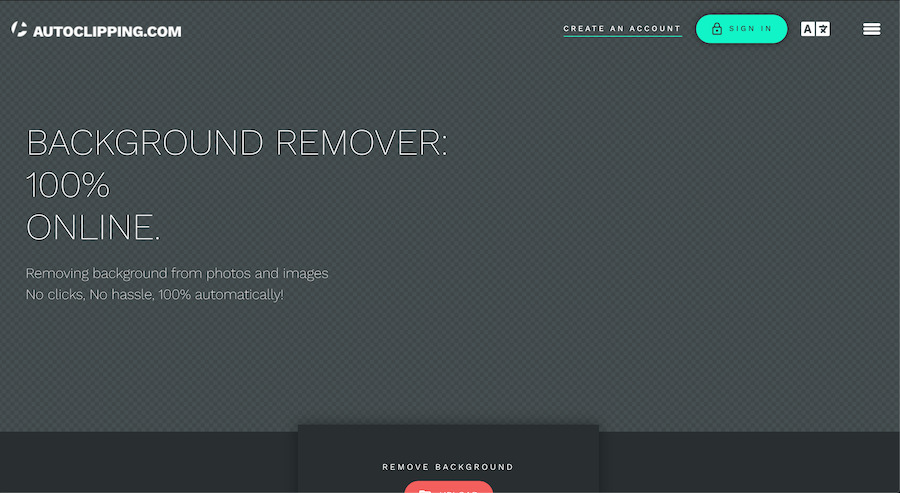 AUTOCLIPPING.COM
CREATE AN ACCOUNT
SIGN IN
A 文
BACKGROUND REMOVER:
100%
ONLINE.
Removing background from photos and images
No clicks, No hassle, 100% automatically!
REMOVE BACKGROUND